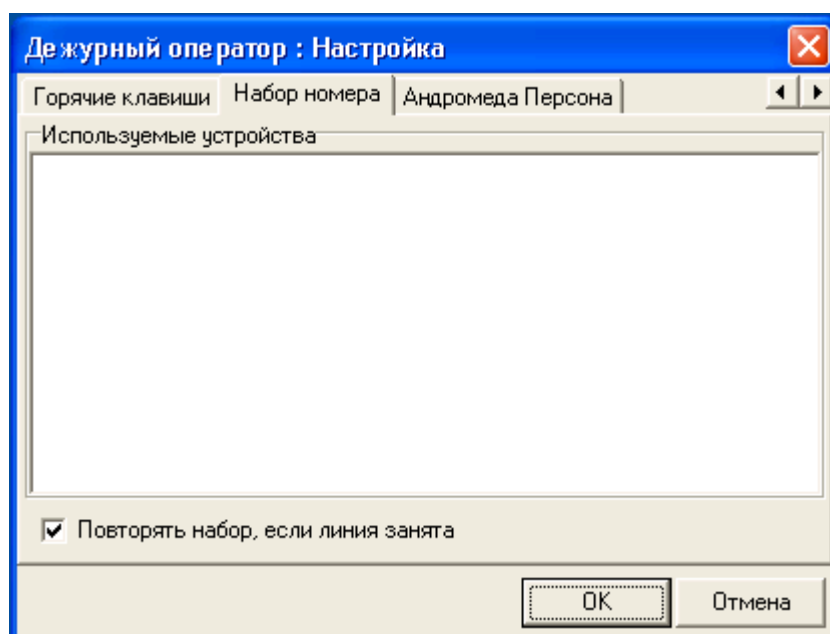 Дежурный оператор : Настройка
Горячие клавиши Набор номера Андромеда Персона
Используемые устройства
Повторять набор, если линия занята
OK Отмена